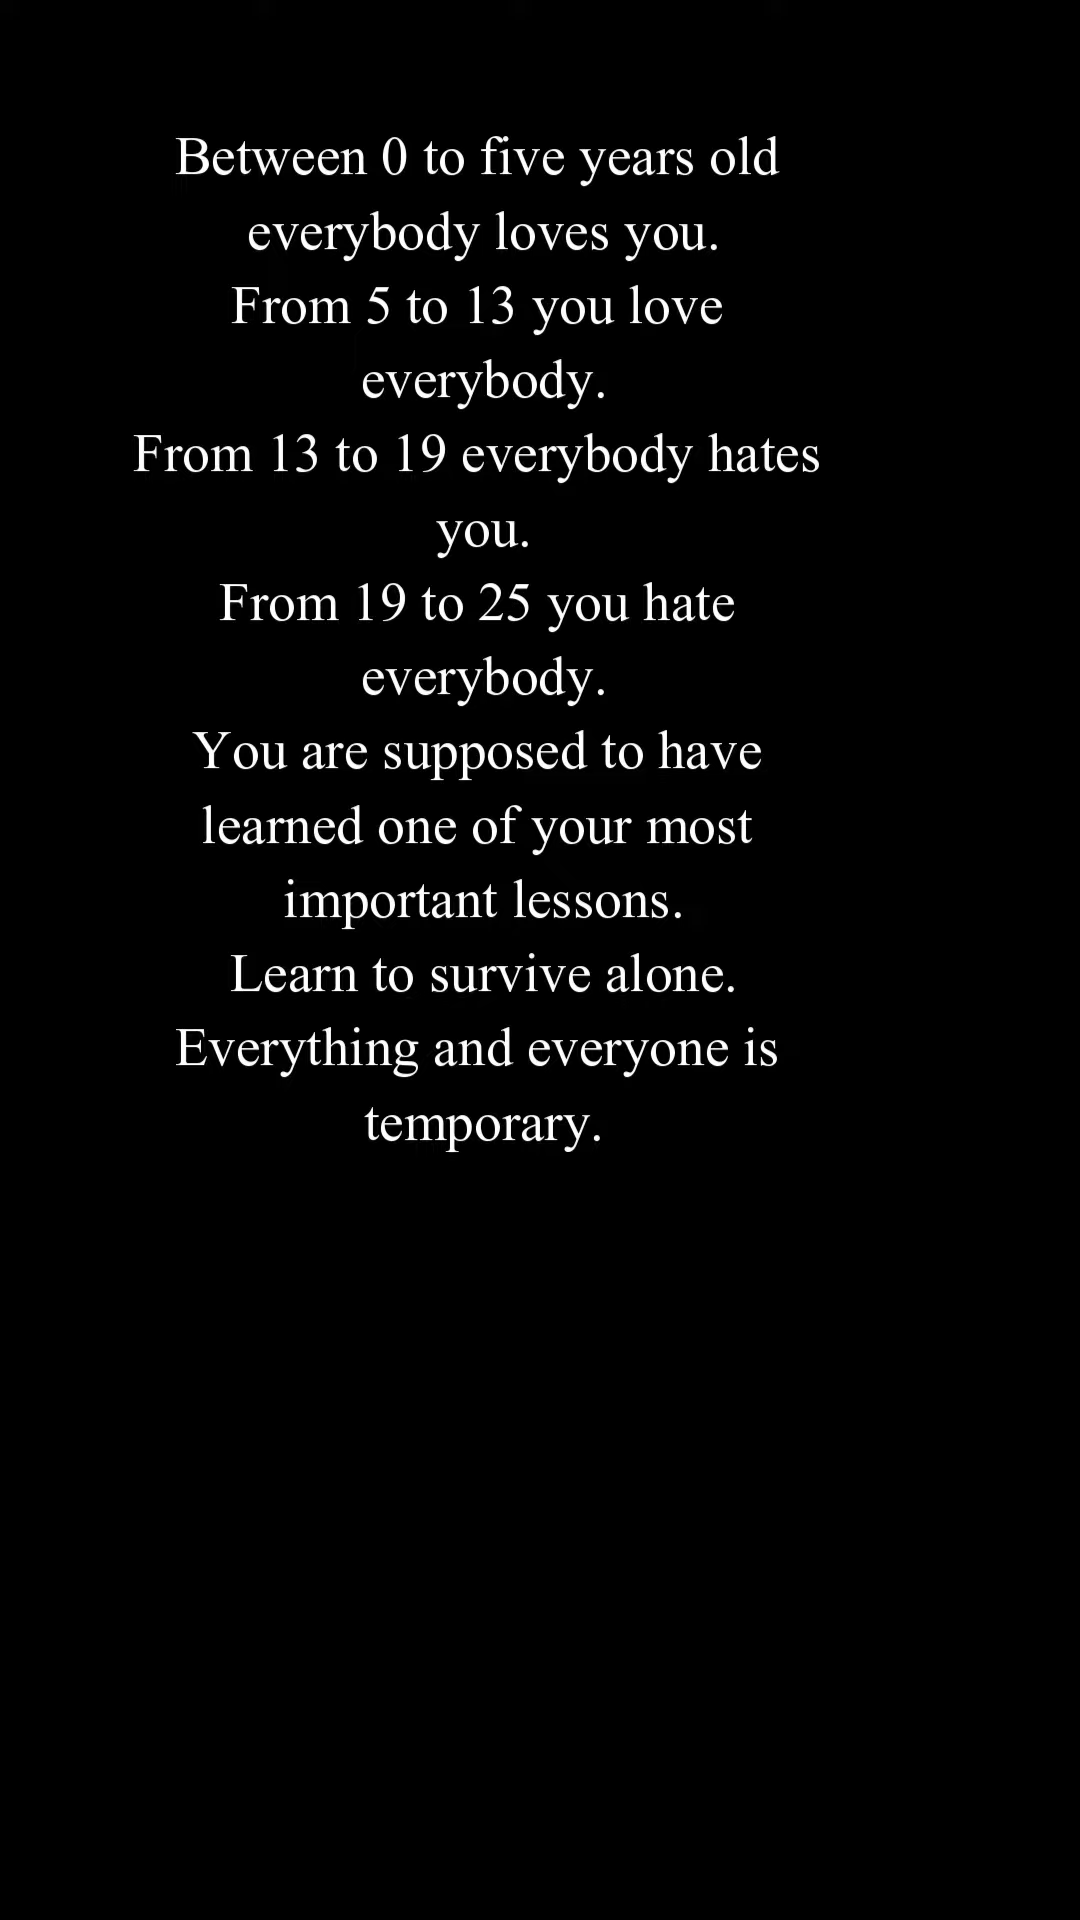 Between 0 to five years old
everybody loves you.
From 5 to 13 you love
everybody.
From 13 to 19 everybody hates
you.
From 19 to 25 you hate
everybody.
You are supposed to have
learned one of your most
important lessons.
Learn to survive alone.
Everything and everyone is
temporary.